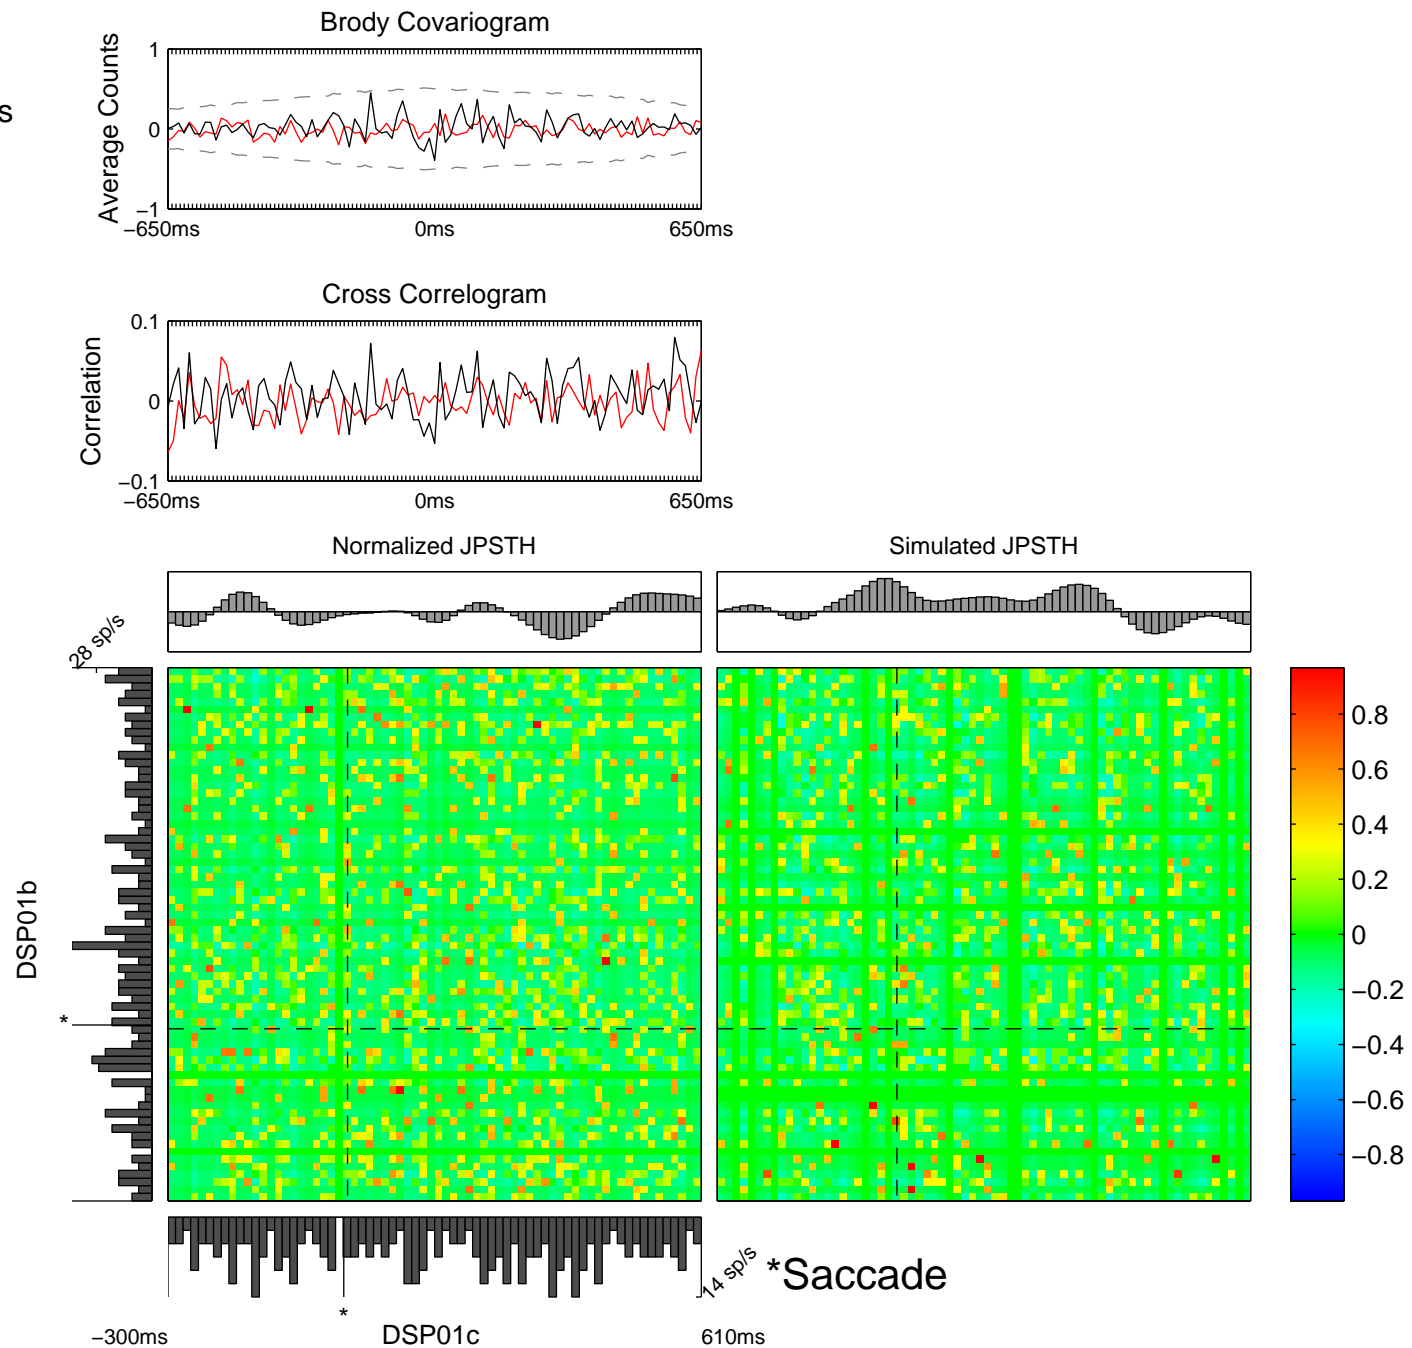 Brody Covariogram
s
Average Counts
1
0
−1
−650ms
0ms
650ms
Cross Correlogram
Correlation
0.1
0
−0.1
−650ms
0ms
650ms
Normalized JPSTH
Simulated JPSTH
28 sp/s
DSP01b
*
0.8
0.6
0.4
0.2
0
−0.2
−0.4
−0.6
−0.8
14 sp/s
*Saccade
*
−300ms
DSP01c
610ms